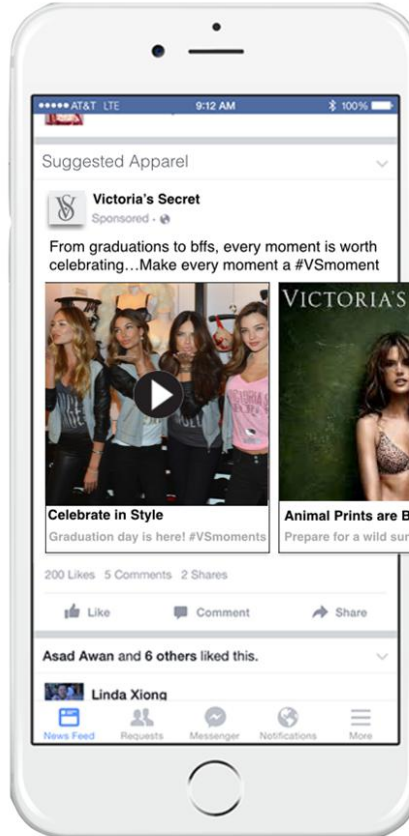 AT&T LTE 9:12 AM 100%
Suggested Apparel
VS
Victoria's Secret
Sponsored ·
From graduations to bffs, every moment is worth
celebrating...Make every moment a #VSmoment
VICTORIA'S
Celebrate in Style
Graduation day is here! #VSmoments
Animal Prints are B
Prepare for a wild sur
200 Likes 5 Comments 2 Shares
Like Comment Share
Asad Awan and 6 others liked this.
Linda Xiong
News Feed Requests Messenger Notifications More